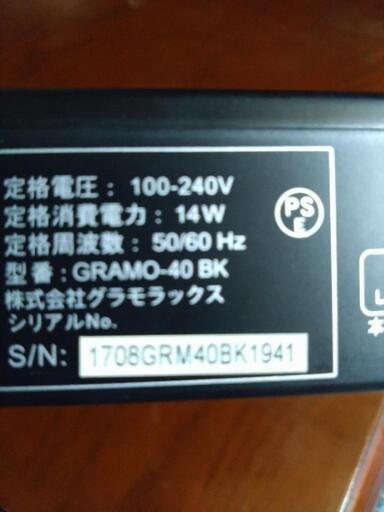 定格電圧：100-240V
定格消費電力：14W
定格周波数：50/60 Hz
型番：GRAMO-40 BK
株式会社グラモラックス
シリアルNo.
S/N: 1708GRM40BK1941
PS
E